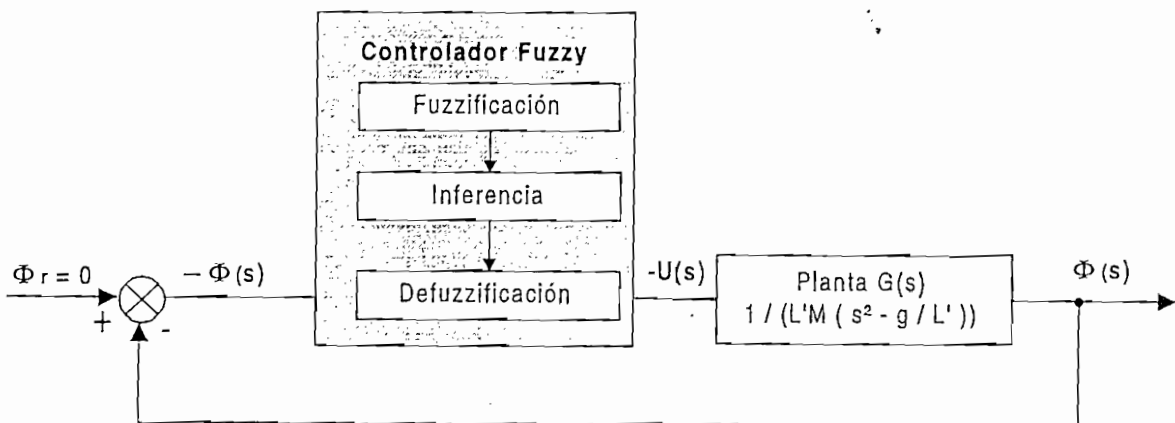 Controlador Fuzzy
Fuzzificación
Inferencia
Defuzzificación
Φ r = 0
+
-
− Φ(s)
-U(s)
Planta G(s)
1 / (L'M ( s² - g / L' ))
Φ(s)